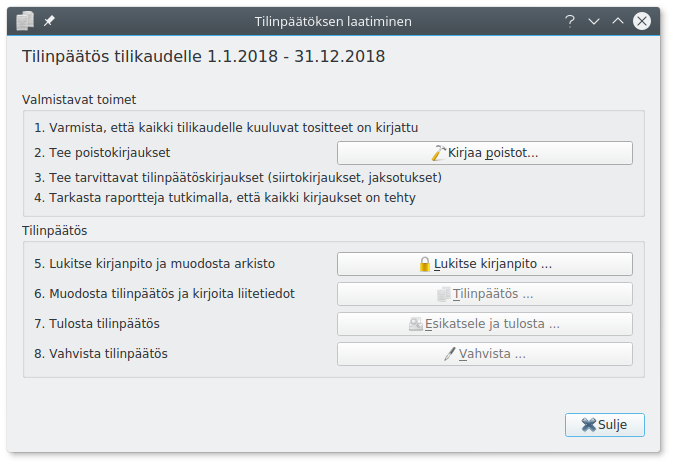 Tilinpäätöksen laatiminen
Tilinpäätös tilikaudelle 1.1.2018 - 31.12.2018
Valmistavat toimet
1. Varmista, että kaikki tilikaudelle kuuluvat tositteet on kirjattu
2. Tee poistokirjaukset
Kirjaa poistot...
3. Tee tarvittavat tilinpäätöskirjaukset (siirtokirjaukset, jaksotukset)
4. Tarkasta raportteja tutkimalla, että kaikki kirjaukset on tehty
Tilinpäätös
5. Lukitse kirjanpito ja muodosta arkisto
Lukitse kirjanpito ...
6. Muodosta tilinpäätös ja kirjoita liitetiedot
Tilinpäätös ...
7. Tulosta tilinpäätös
Esikatsele ja tulosta ...
8. Vahvista tilinpäätös
Vahvista ...
Sulje